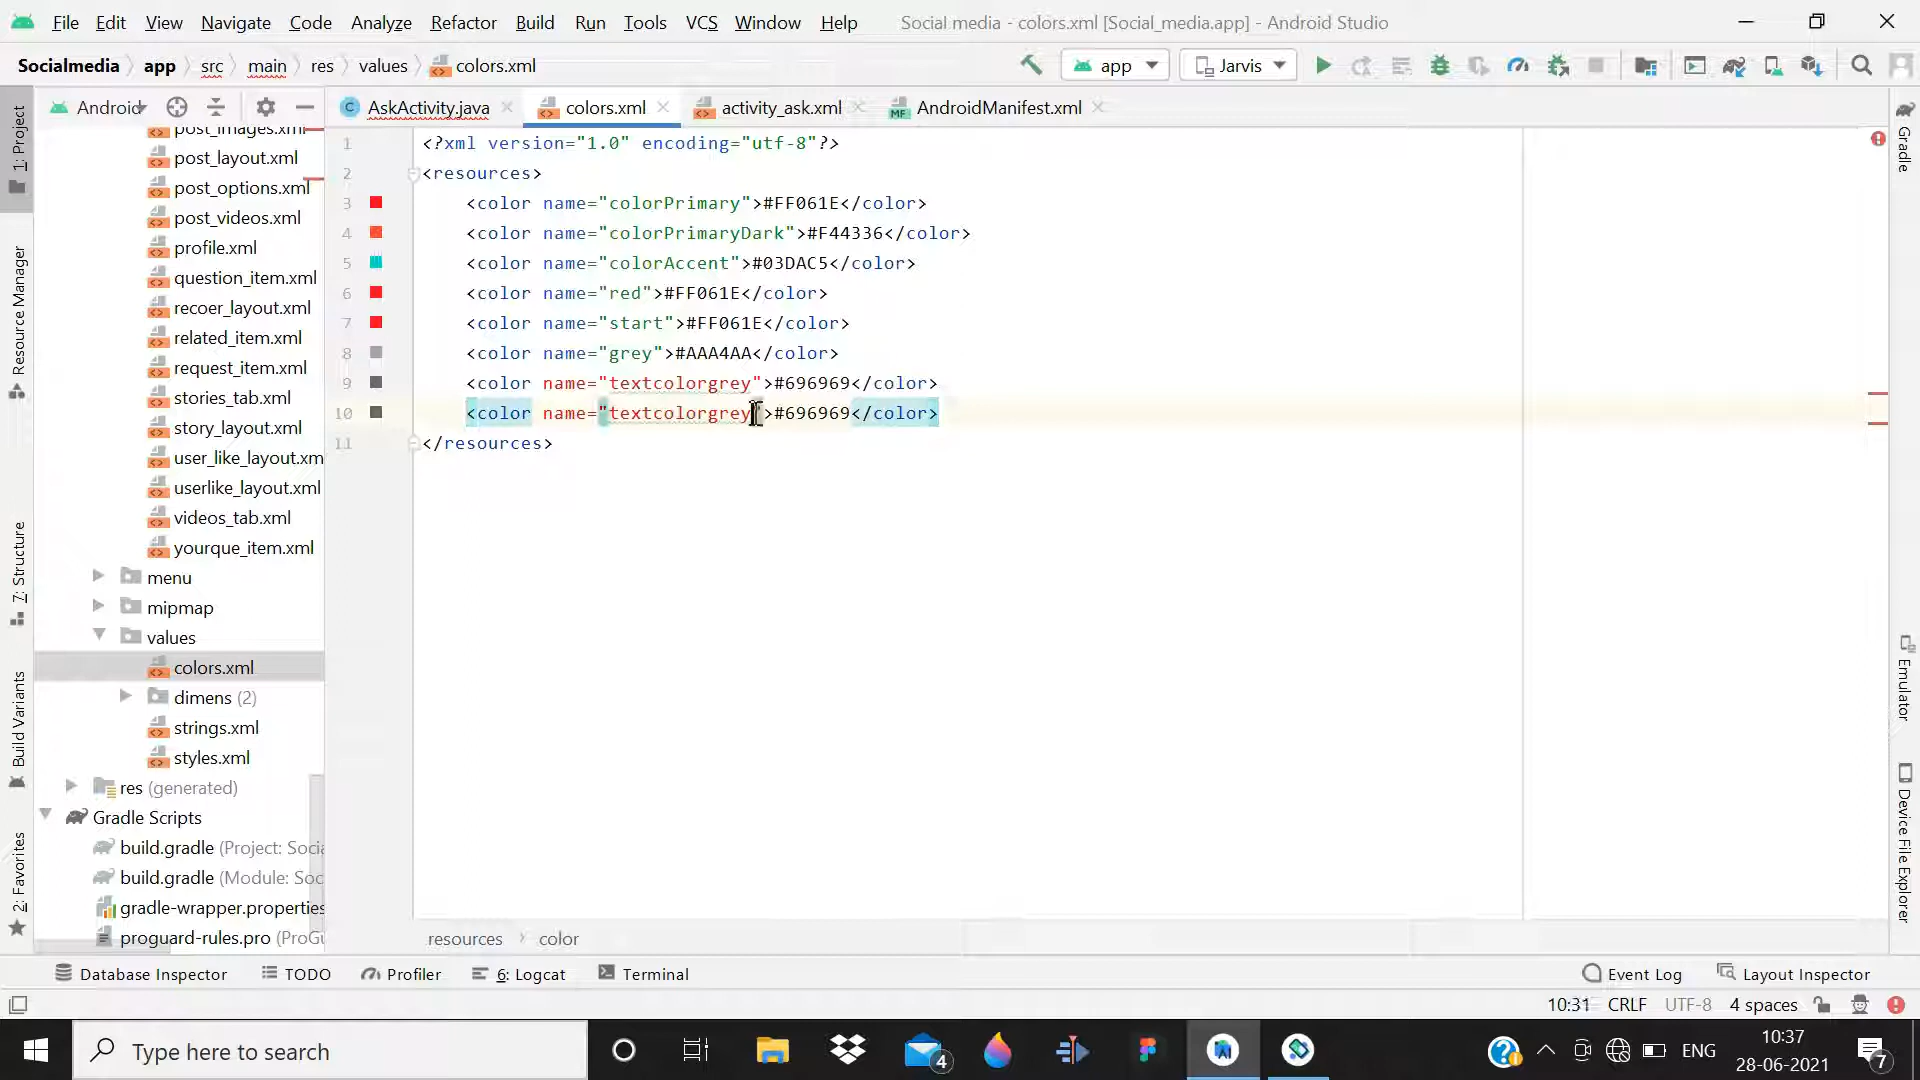 File Edit View Navigate Code Analyze Refactor Build Run Tools VCS Window Help Social media - colors.xml [Social_media.app] - Android Studio
Socialmedia app src main res values colors.xml app Jarvis
Android AskActivity.java colors.xml activity_ask.xml AndroidManifest.xml
1: Project
Resource Manager
7: Structure
Build Variants
2: Favorites
post_images.xml
post_layout.xml
post_options.xml
post_videos.xml
profile.xml
question_item.xml
recoer_layout.xml
related_item.xml
request_item.xml
stories_tab.xml
story_layout.xml
user_like_layout.xm
userlike_layout.xml
videos_tab.xml
yourque_item.xml
menu
mipmap
values
colors.xml
dimens (2)
strings.xml
styles.xml
res (generated)
Gradle Scripts
build.gradle (Project: Socia
build.gradle (Module: Soc
gradle-wrapper.properties
proguard-rules.pro (ProGu
1 <?xml version="1.0" encoding="utf-8"?>
2 <resources>
3 <color name="colorPrimary">#FF061E</color>
4 <color name="colorPrimaryDark">#F44336</color>
5 <color name="colorAccent">#03DAC5</color>
6 <color name="red">#FF061E</color>
7 <color name="start">#FF061E</color>
8 <color name="grey">#AAA4AA</color>
9 <color name="textcolorgrey">#696969</color>
10 <color name="textcolorgrey">#696969</color>
11 </resources>
resources color
Gradle
Emulator
Device File Explorer
Database Inspector TODO Profiler 6: Logcat Terminal Event Log Layout Inspector
10:31 CRLF UTF-8 4 spaces
Type here to search
4
ENG
10:37
28-06-2021
7